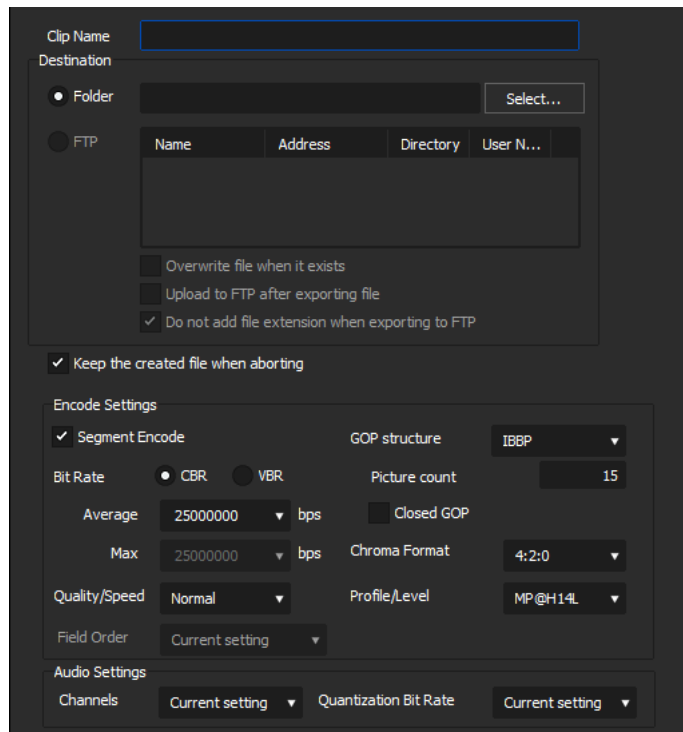 Clip Name
Destination
Folder Select...
FTP Name Address Directory User N...
Overwrite file when it exists
Upload to FTP after exporting file
Do not add file extension when exporting to FTP
Keep the created file when aborting
Encode Settings
Segment Encode GOP structure IBBP
Bit Rate CBR VBR Picture count 15
Average 25000000 bps Closed GOP
Max 25000000 bps Chroma Format 4:2:0
Quality/Speed Normal Profile/Level MP@H14L
Field Order Current setting
Audio Settings
Channels Current setting Quantization Bit Rate Current setting